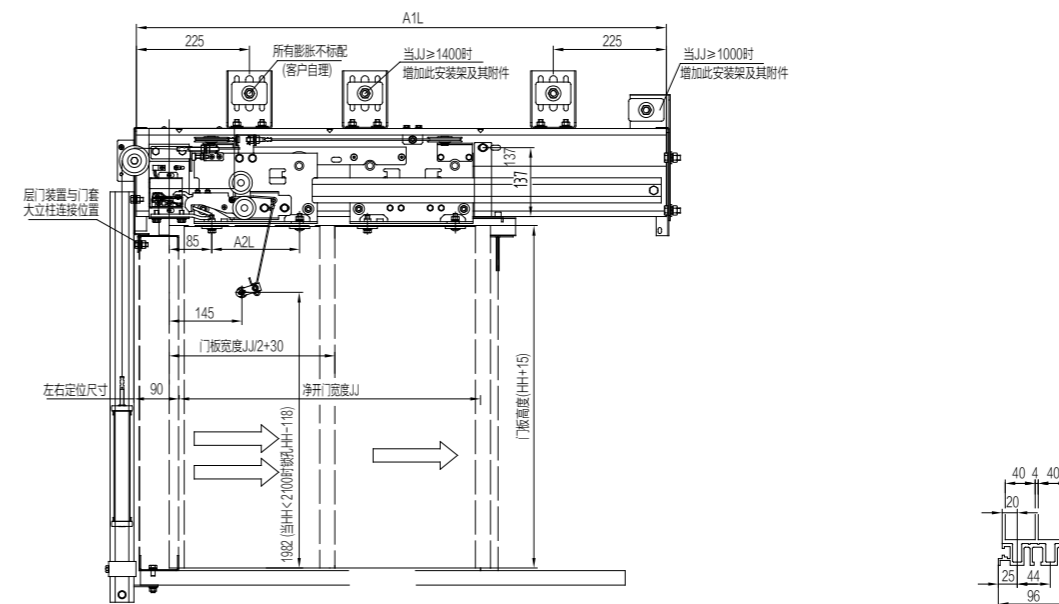 A1L
225
225
所有膨胀不标配
(客户自理)
当JJ≥1400时
增加此安装架及其附件
当JJ≥1000时
增加此安装架及其附件
137
137
层门装置与门套
大立柱连接位置
85
A2L
145
门板宽度JJ/2+30
左右定位尺寸
90
净开门宽度JJ
1982 (当HH<2100时锁孔HH-118)
门板高度(HH+15)
40
4
40
20
25
44
96